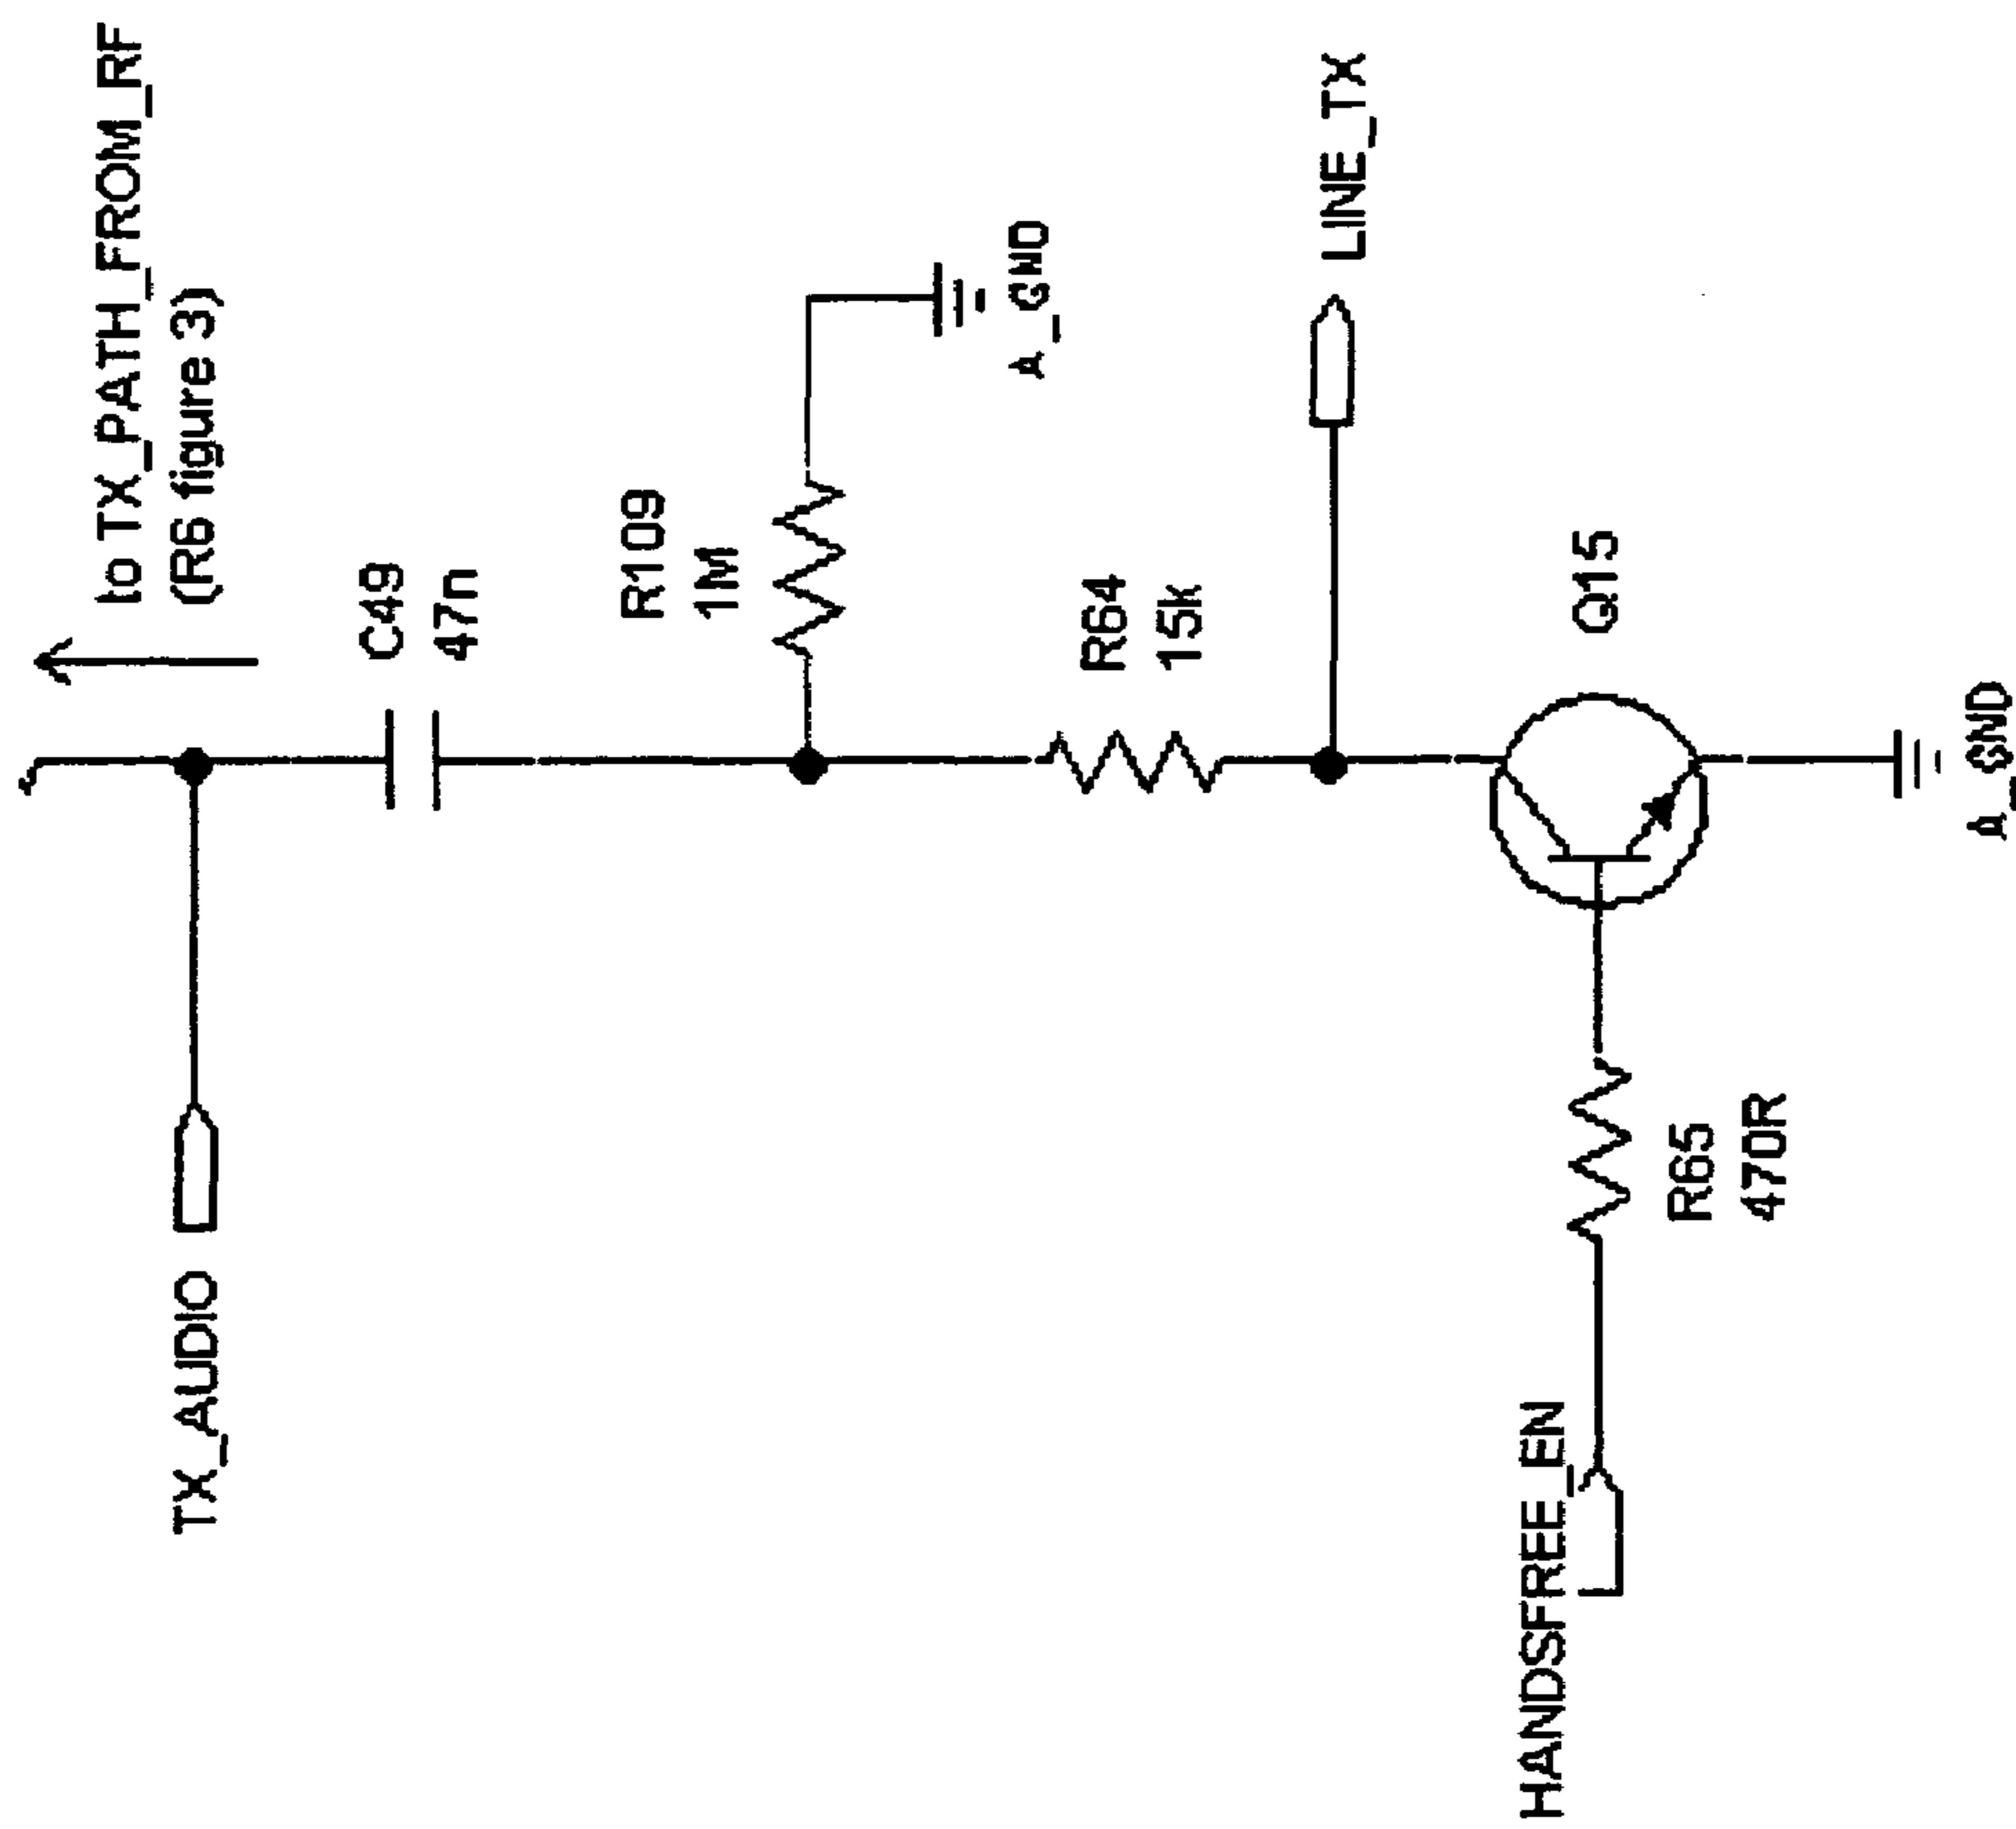 to TX_PATH_FROM_RF
(R6 figure 3)
TX_AUDIO
C49
47n
R109
1M
A_GND
R64
15k
LINE_TX
HANDSFREE_EN
R65
470R
Q15
A_GND